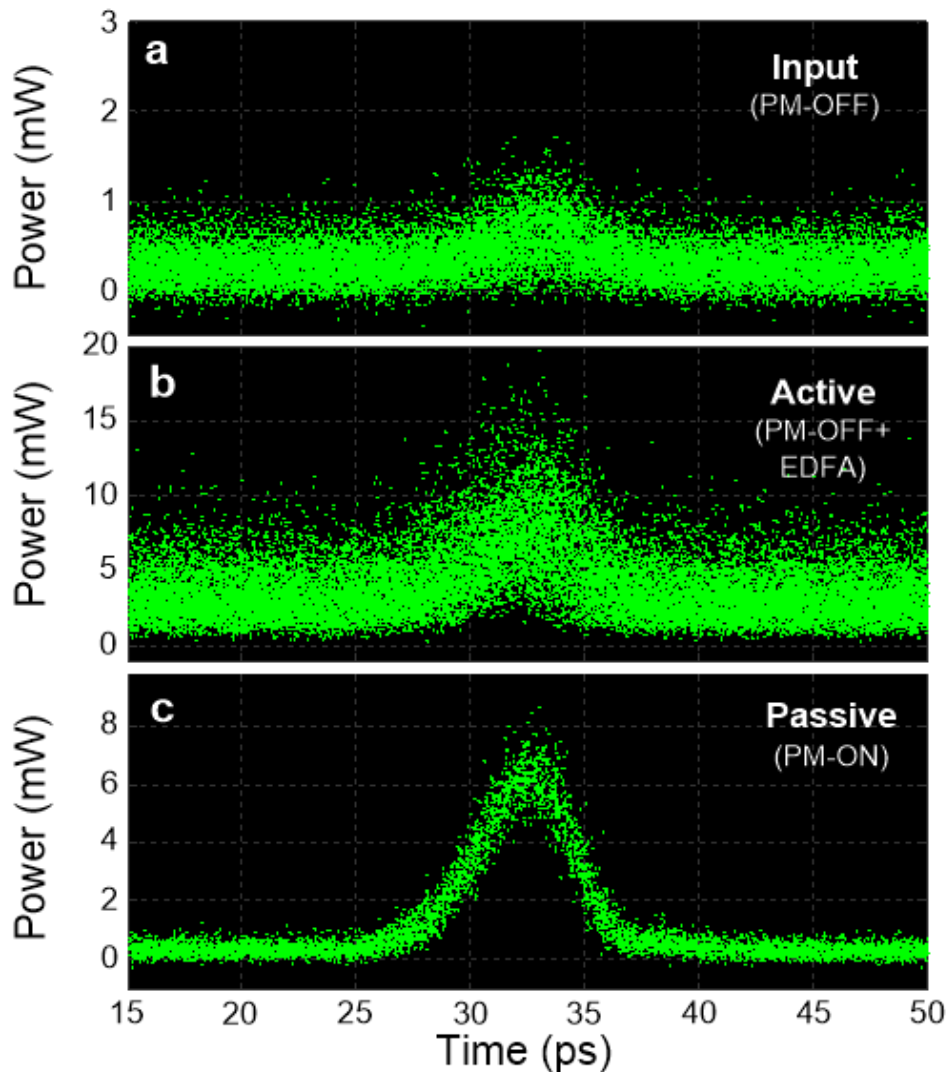 3
a
Input
(PM-OFF)
2
1
0
Power (mW)
20
b
Active
(PM-OFF+
EDFA)
15
10
5
0
Power (mW)
c
Passive
(PM-ON)
8
6
4
2
0
Power (mW)
15 20 25 30 35 40 45 50
Time (ps)